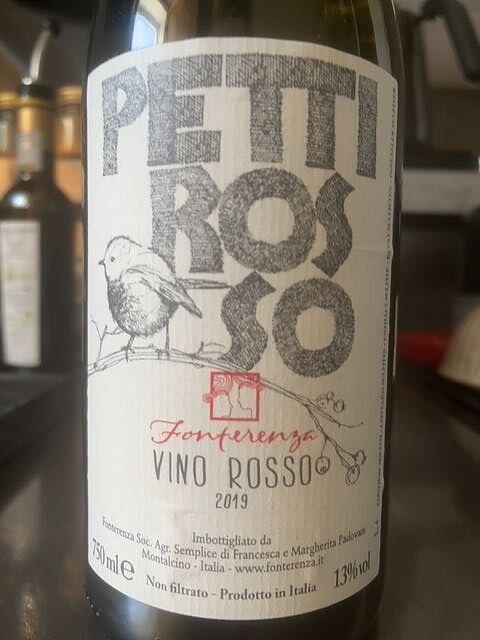 PETTI
ROS
SO
Fonterenza
VINO ROSSO
2019
Imbottigliato da
Fonterenza Soc. Agr. Semplice di Francesca e Margherita Padovani
Montalcino - Italia - www.fonterenza.it
750 ml e
Non filtrato - Prodotto in Italia
13% vol